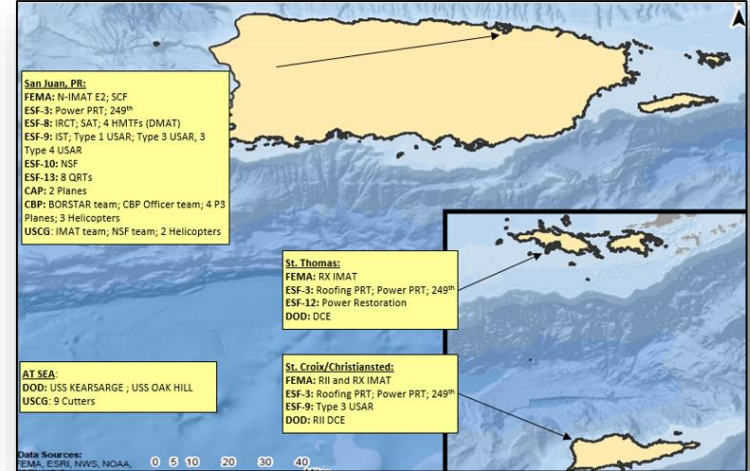 San Juan, PR:
FEMA: N-IMAT E2; SCF
ESF-3: Power PRT; 249th
ESF-8: IRCT; SAT; 4 HMTFs (DMAT)
ESF-9: IST; Type 1 USAR; Type 3 USAR, 3
Type 4 USAR
ESF-10: NSF
ESF-13: 8 QRTs
CAP: 2 Planes
CBP: BORSTAR team; CBP Officer team; 4 P3
Planes; 3 Helicopters
USCG: IMAT team; NSF team; 2 Helicopters
St. Thomas:
FEMA: RX IMAT
ESF-3: Roofing PRT; Power PRT; 249th
ESF-12: Power Restoration
DOD: DCE
St. Croix/Christiansted:
FEMA: RII and RX IMAT
ESF-3: Roofing PRT; Power PRT; 249th
ESF-9: Type 3 USAR
DOD: RII DCE
AT SEA:
DOD: USS KEARSARGE ; USS OAK HILL
USCG: 9 Cutters
Data Sources:
FEMA, ESRI, NWS, NOAA,
0 5 10 20 30 40